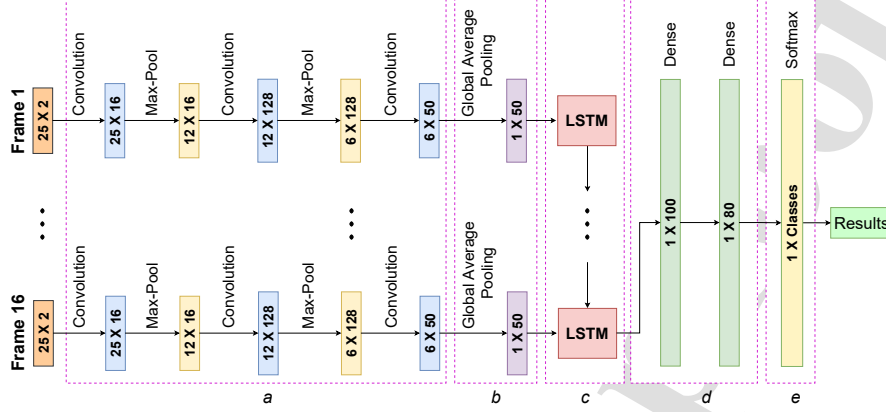 Frame 1
25 X 2
Convolution
25 X 16
Max-Pool
12 X 16
Convolution
12 X 128
Max-Pool
6 X 128
Convolution
6 X 50
Global Average
Pooling
1 X 50
LSTM
Frame 16
25 X 2
Convolution
25 X 16
Max-Pool
12 X 16
Convolution
12 X 128
Max-Pool
6 X 128
Convolution
6 X 50
Global Average
Pooling
1 X 50
LSTM
Dense
1 X 100
Dense
1 X 80
Softmax
1 X Classes
Results
a
b
c
d
e